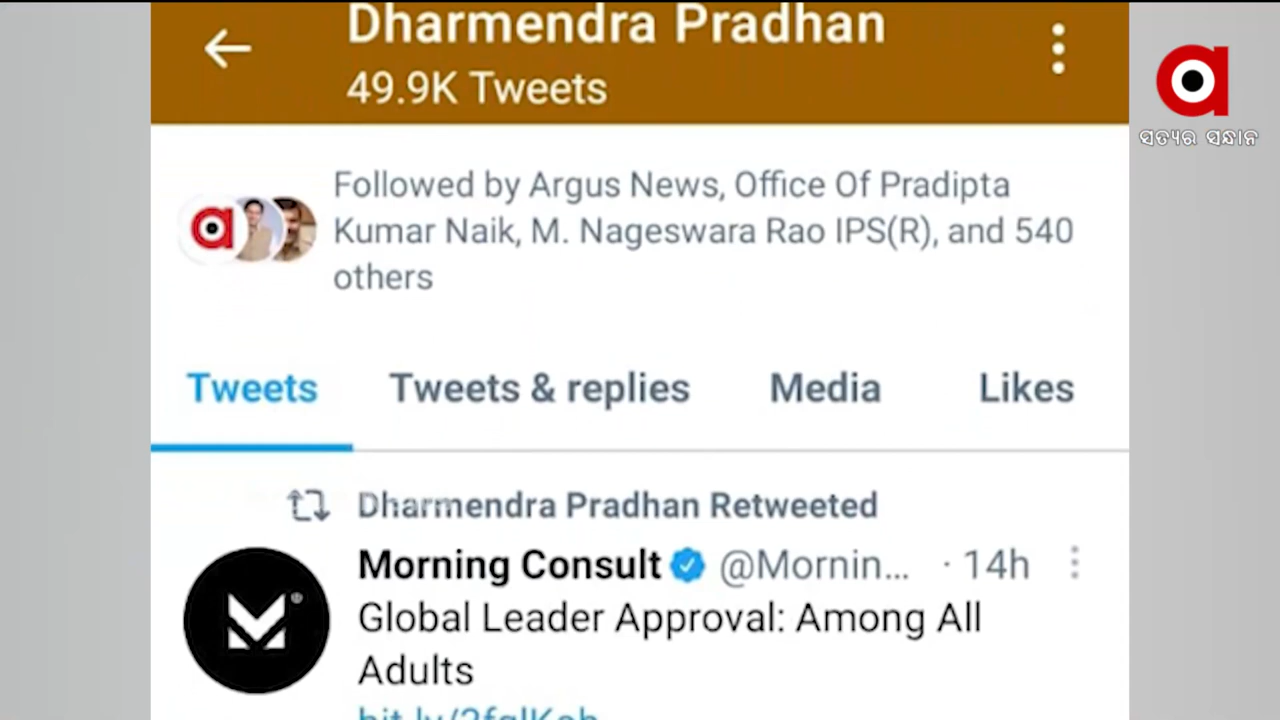 Dharmendra Pradhan
49.9K Tweets
ସତ୍ୟର ସନ୍ଧାନ
Followed by Argus News, Office Of Pradipta
Kumar Naik, M. Nageswara Rao IPS(R), and 540
others
Tweets Tweets & replies Media Likes
Dharmendra Pradhan Retweeted
Morning Consult @Mornin... · 14h
Global Leader Approval: Among All
Adults